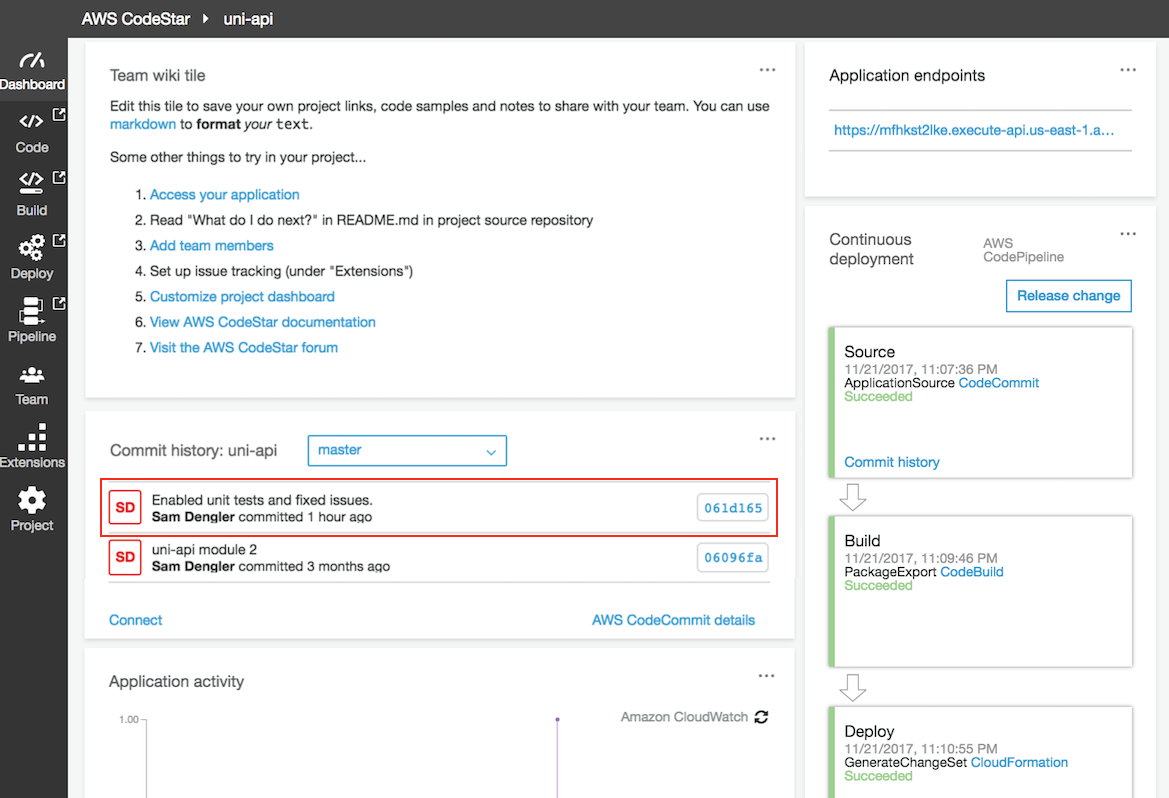 AWS CodeStar uni-api
Dashboard
Code
Build
Deploy
Pipeline
Team
Extensions
Project
Team wiki tile
Edit this tile to save your own project links, code samples and notes to share with your team. You can use
markdown to format your text.
Some other things to try in your project...
1. Access your application
2. Read "What do I do next?" in README.md in project source repository
3. Add team members
4. Set up issue tracking (under "Extensions")
5. Customize project dashboard
6. View AWS CodeStar documentation
7. Visit the AWS CodeStar forum
Commit history: uni-api master
SD
Enabled unit tests and fixed issues.
Sam Dengler committed 1 hour ago
061d165
SD
uni-api module 2
Sam Dengler committed 3 months ago
06096fa
Connect
AWS CodeCommit details
Application activity
Amazon CloudWatch
1.00
Application endpoints
https://mfhkst2lke.execute-api.us-east-1.a...
Continuous
deployment
AWS
CodePipeline
Release change
Source
11/21/2017, 11:07:36 PM
ApplicationSource CodeCommit
Succeeded
Commit history
Build
11/21/2017, 11:09:46 PM
PackageExport CodeBuild
Succeeded
Deploy
11/21/2017, 11:10:55 PM
GenerateChangeSet CloudFormation
Succeeded